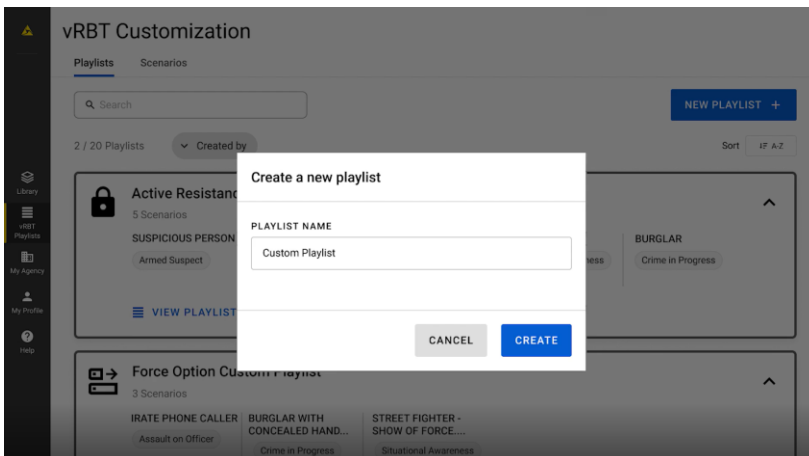 vRBT Customization
Playlists Scenarios
Search
NEW PLAYLIST +
2 / 20 Playlists Created by Sort A-Z
Library
vRBT
Playlists
My Agency
My Profile
Help
Active Resistanc
5 Scenarios
SUSPICIOUS PERSON
Armed Suspect
ness
BURGLAR
Crime in Progress
VIEW PLAYLIST
Create a new playlist
PLAYLIST NAME
Custom Playlist
CANCEL CREATE
Force Option Custom Playlist
3 Scenarios
IRATE PHONE CALLER
Assault on Officer
BURGLAR WITH
CONCEALED HAND...
Crime in Progress
STREET FIGHTER -
SHOW OF FORCE....
Situational Awareness